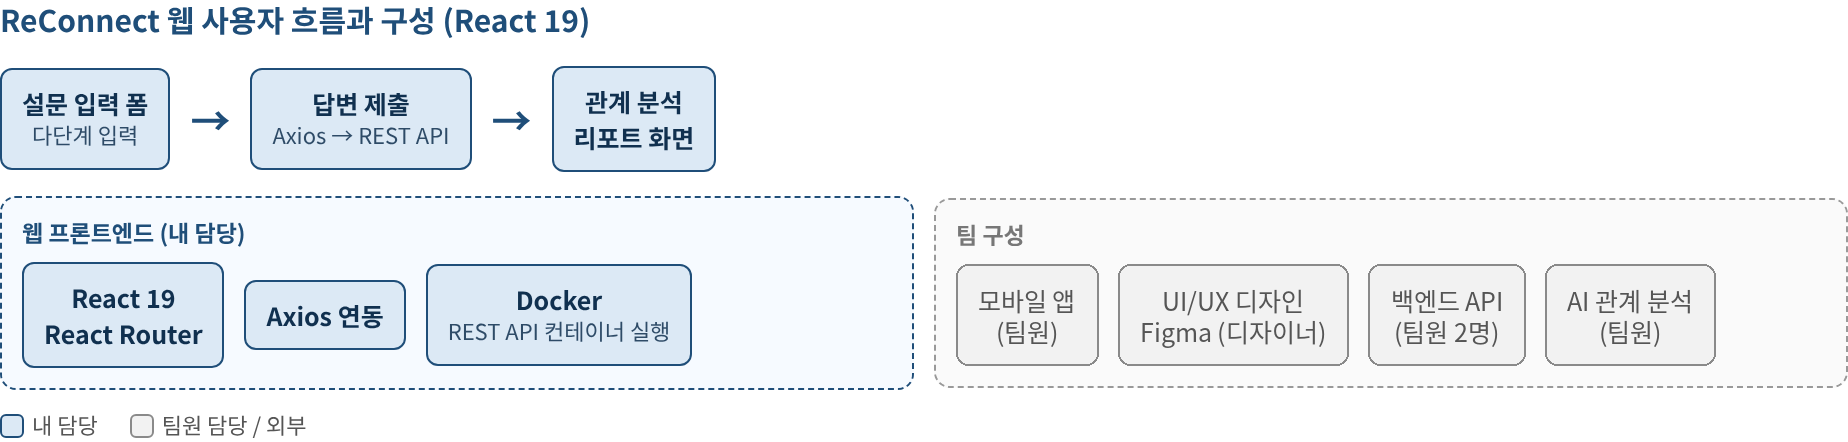 ReConnect 웹 사용자 흐름과 구성 (React 19)
설문 입력 폼
다단계 입력
→
답변 제출
Axios → REST API
→
관계 분석
리포트 화면
웹 프론트엔드 (내 담당)
React 19
React Router
Axios 연동
Docker
REST API 컨테이너 실행
팀 구성
모바일 앱
(팀원)
UI/UX 디자인
Figma (디자이너)
백엔드 API
(팀원 2명)
AI 관계 분석
(팀원)
내 담당
팀원 담당 / 외부